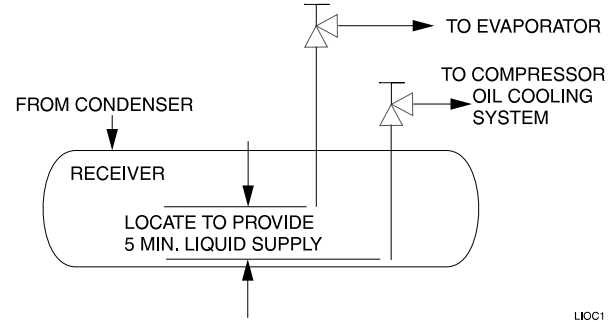 TO EVAPORATOR
TO COMPRESSOR
OIL COOLING
SYSTEM
FROM CONDENSER
RECEIVER
LOCATE TO PROVIDE
5 MIN. LIQUID SUPPLY
LIOC1